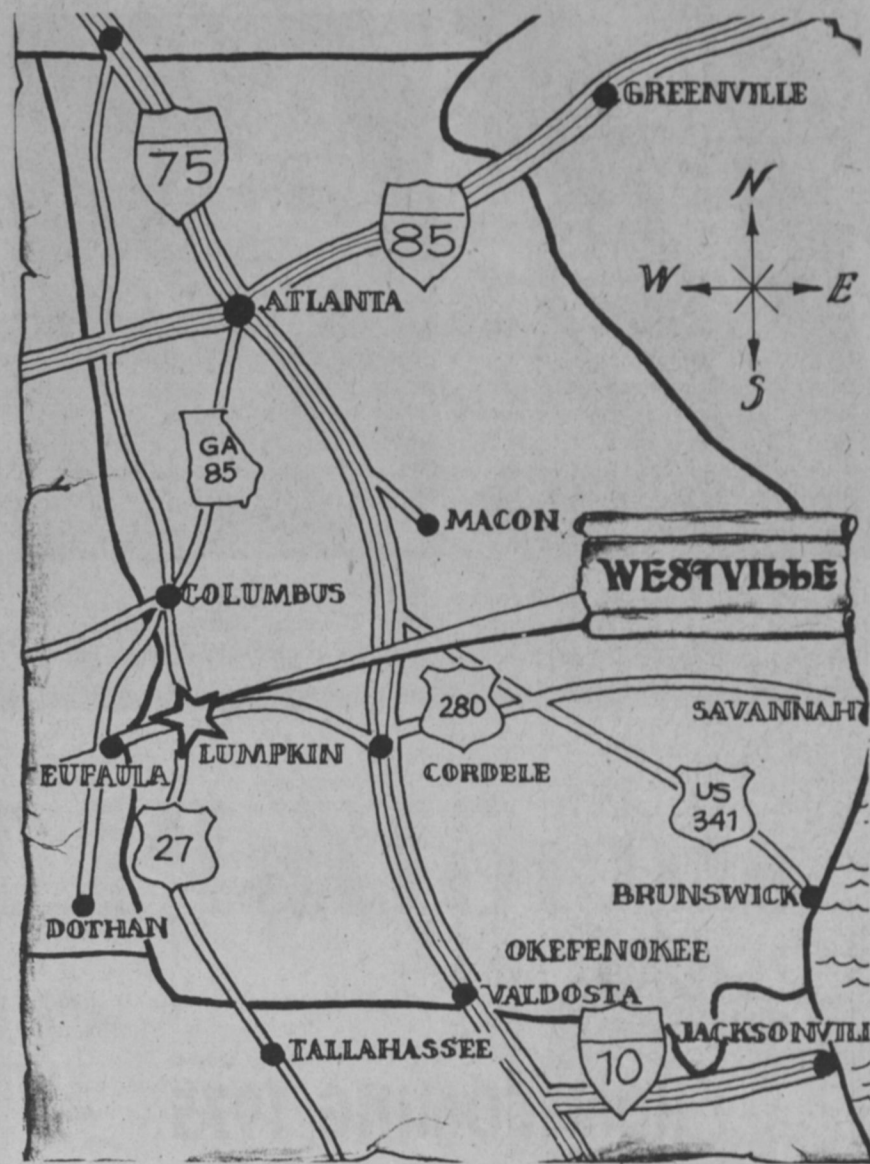 GREENVILLE
75
N
85
W
E
ATLANTA
S
GA
85
MACON
WESTVILLE
COLUMBUS
280
SAVANNAH
LUMPKIN
EUFAULA
CORDELE
US
341
27
BRUNSWICK
DOTHAN
OKEFENOKEE
VALDOSTA
JACKSONVILL
TALLAHASSEE
10